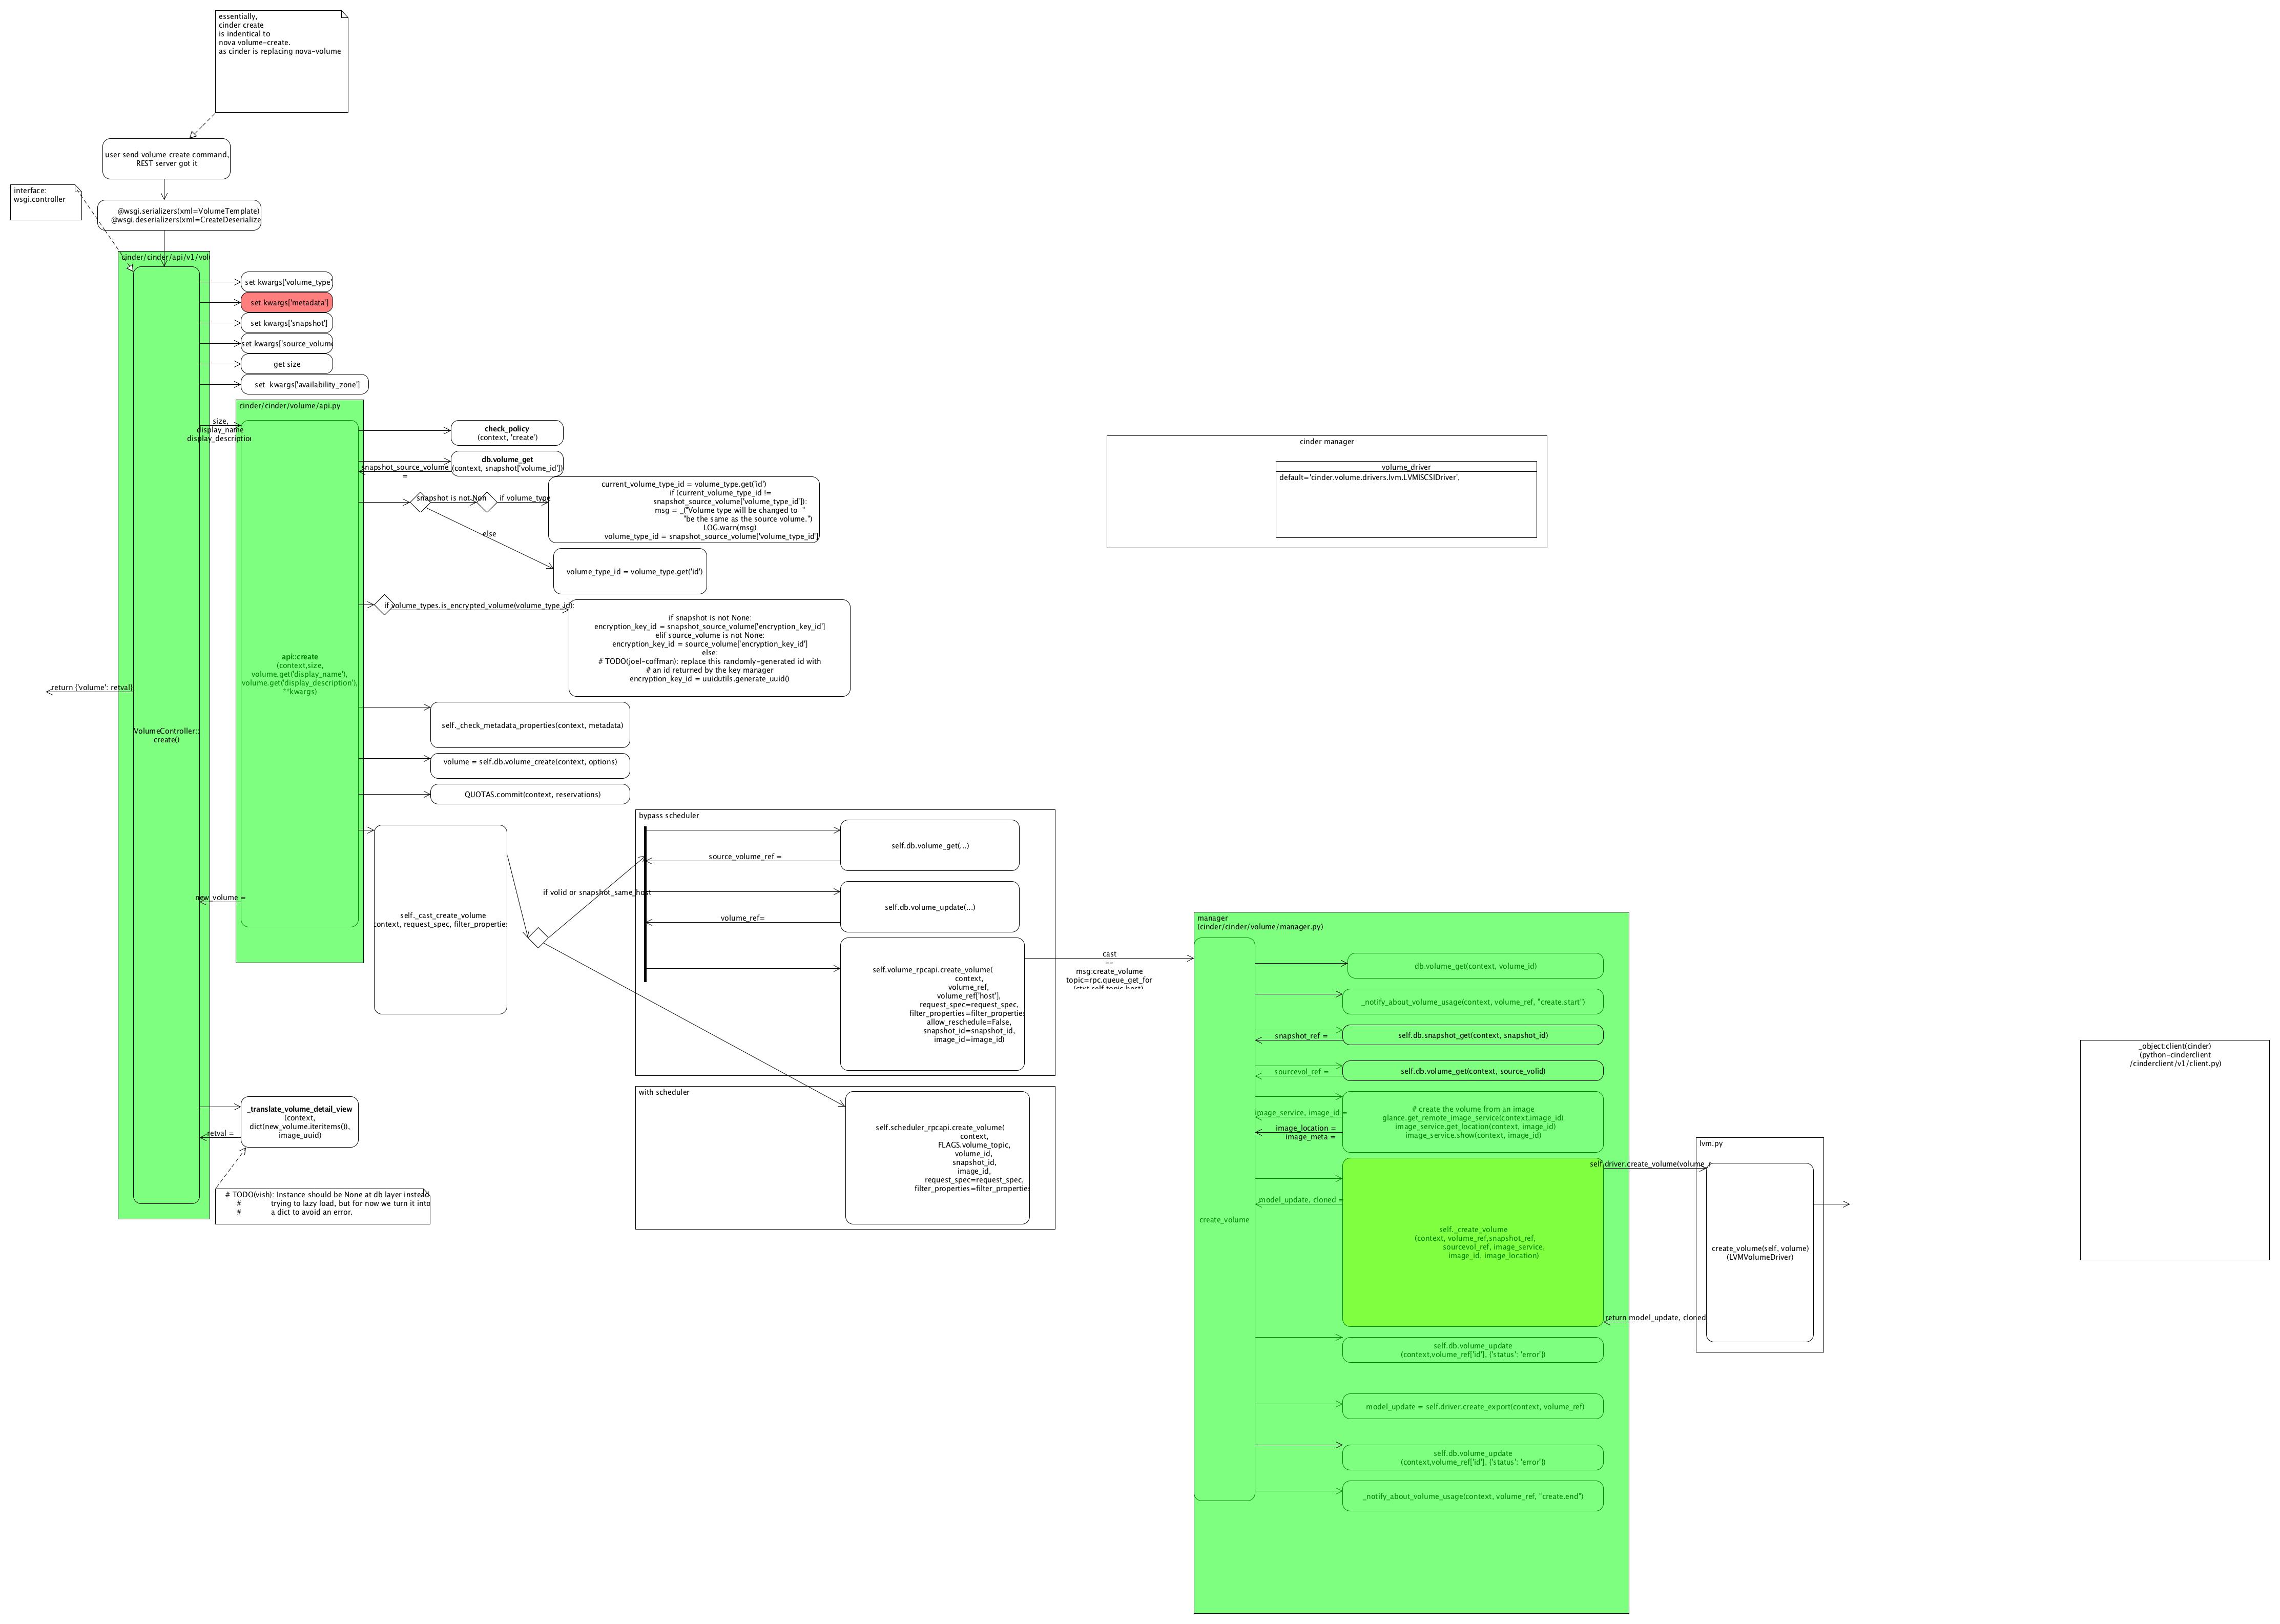 essentially,
cinder create
is indentical to
nova volume-create.
as cinder is replacing nova-volume
user send volume create command,
REST server got it
interface:
wsgi.controller
@wsgi.serializers(xml=VolumeTemplate)
@wsgi.deserializers(xml=CreateDeserialize
cinder/cinder/api/v1/vol
set kwargs['volume_type'
set kwargs['metadata']
set kwargs['snapshot']
set kwargs['source_volume
get size
set  kwargs['availability_zone']
cinder/cinder/volume/api.py
size,
display_name
display_description
check_policy
(context, 'create')
db.volume_get
(context, snapshot['volume_id'])
snapshot_source_volume
=
snapshot is not Non
if volume_type
current_volume_type_id = volume_type.get('id')
if (current_volume_type_id !=
snapshot_source_volume['volume_type_id']):
msg = _("Volume type will be changed to  "
"be the same as the source volume.")
LOG.warn(msg)
volume_type_id = snapshot_source_volume['volume_type_id']
else
volume_type_id = volume_type.get('id')
if volume_types.is_encrypted_volume(volume_type_id):
if snapshot is not None:
encryption_key_id = snapshot_source_volume['encryption_key_id']
elif source_volume is not None:
encryption_key_id = source_volume['encryption_key_id']
else:
# TODO(joel-coffman): replace this randomly-generated id with
# an id returned by the key manager
encryption_key_id = uuidutils.generate_uuid()
api::create
(context,size,
volume.get('display_name'),
volume.get('display_description'),
**kwargs)
return {'volume': retval}
VolumeController::
create()
self._check_metadata_properties(context, metadata)
volume = self.db.volume_create(context, options)
QUOTAS.commit(context, reservations)
new_volume =
self._cast_create_volume
context, request_spec, filter_properties
if valid or snapshot_same_host
bypass scheduler
self.db.volume_get(...)
source_volume_ref =
self.db.volume_update(...)
volume_ref=
self.volume_rpcapi.create_volume(
context,
volume_ref,
volume_ref['host'],
request_spec=request_spec,
filter_properties=filter_properties
allow_reschedule=False,
snapshot_id=snapshot_id,
image_id=image_id)
cast
--
msg:create_volume
topic=rpc.queue_get_for
(ctxt,self.topic,host)
with scheduler
self.scheduler_rpcapi.create_volume(
context,
FLAGS.volume_topic,
volume_id,
snapshot_id,
image_id,
request_spec=request_spec,
filter_properties=filter_properties
_translate_volume_detail_view
(context,
dict(new_volume.iteritems()),
image_uuid)
retval =
# TODO(vish): Instance should be None at db layer instead
#             trying to lazy load, but for now we turn it into
#             a dict to avoid an error.
cinder manager
volume_driver
default='cinder.volume.drivers.lvm.LVMISCSIDriver',
manager
(cinder/cinder/volume/manager.py)
create_volume
db.volume_get(context, volume_id)
_notify_about_volume_usage(context, volume_ref, "create.start")
self.db.snapshot_get(context, snapshot_id)
snapshot_ref =
self.db.volume_get(context, source_volid)
sourcevol_ref =
# create the volume from an image
glance.get_remote_image_service(context,image_id)
image_service.get_location(context, image_id)
image_service.show(context, image_id)
image_service, image_id =
image_location =
image_meta =
model_update, cloned =
self._create_volume
(context, volume_ref,snapshot_ref,
sourcevol_ref, image_service,
image_id, image_location)
self.driver.create_volume(volume_r
return model_update, cloned
lvm.py
create_volume(self, volume)
(LVMVolumeDriver)
self.db.volume_update
(context,volume_ref['id'], {'status': 'error'})
model_update = self.driver.create_export(context, volume_ref)
self.db.volume_update
(context,volume_ref['id'], {'status': 'error'})
_notify_about_volume_usage(context, volume_ref, "create.end")
_object:client(cinder)
(python-cinderclient
/cinderclient/v1/client.py)